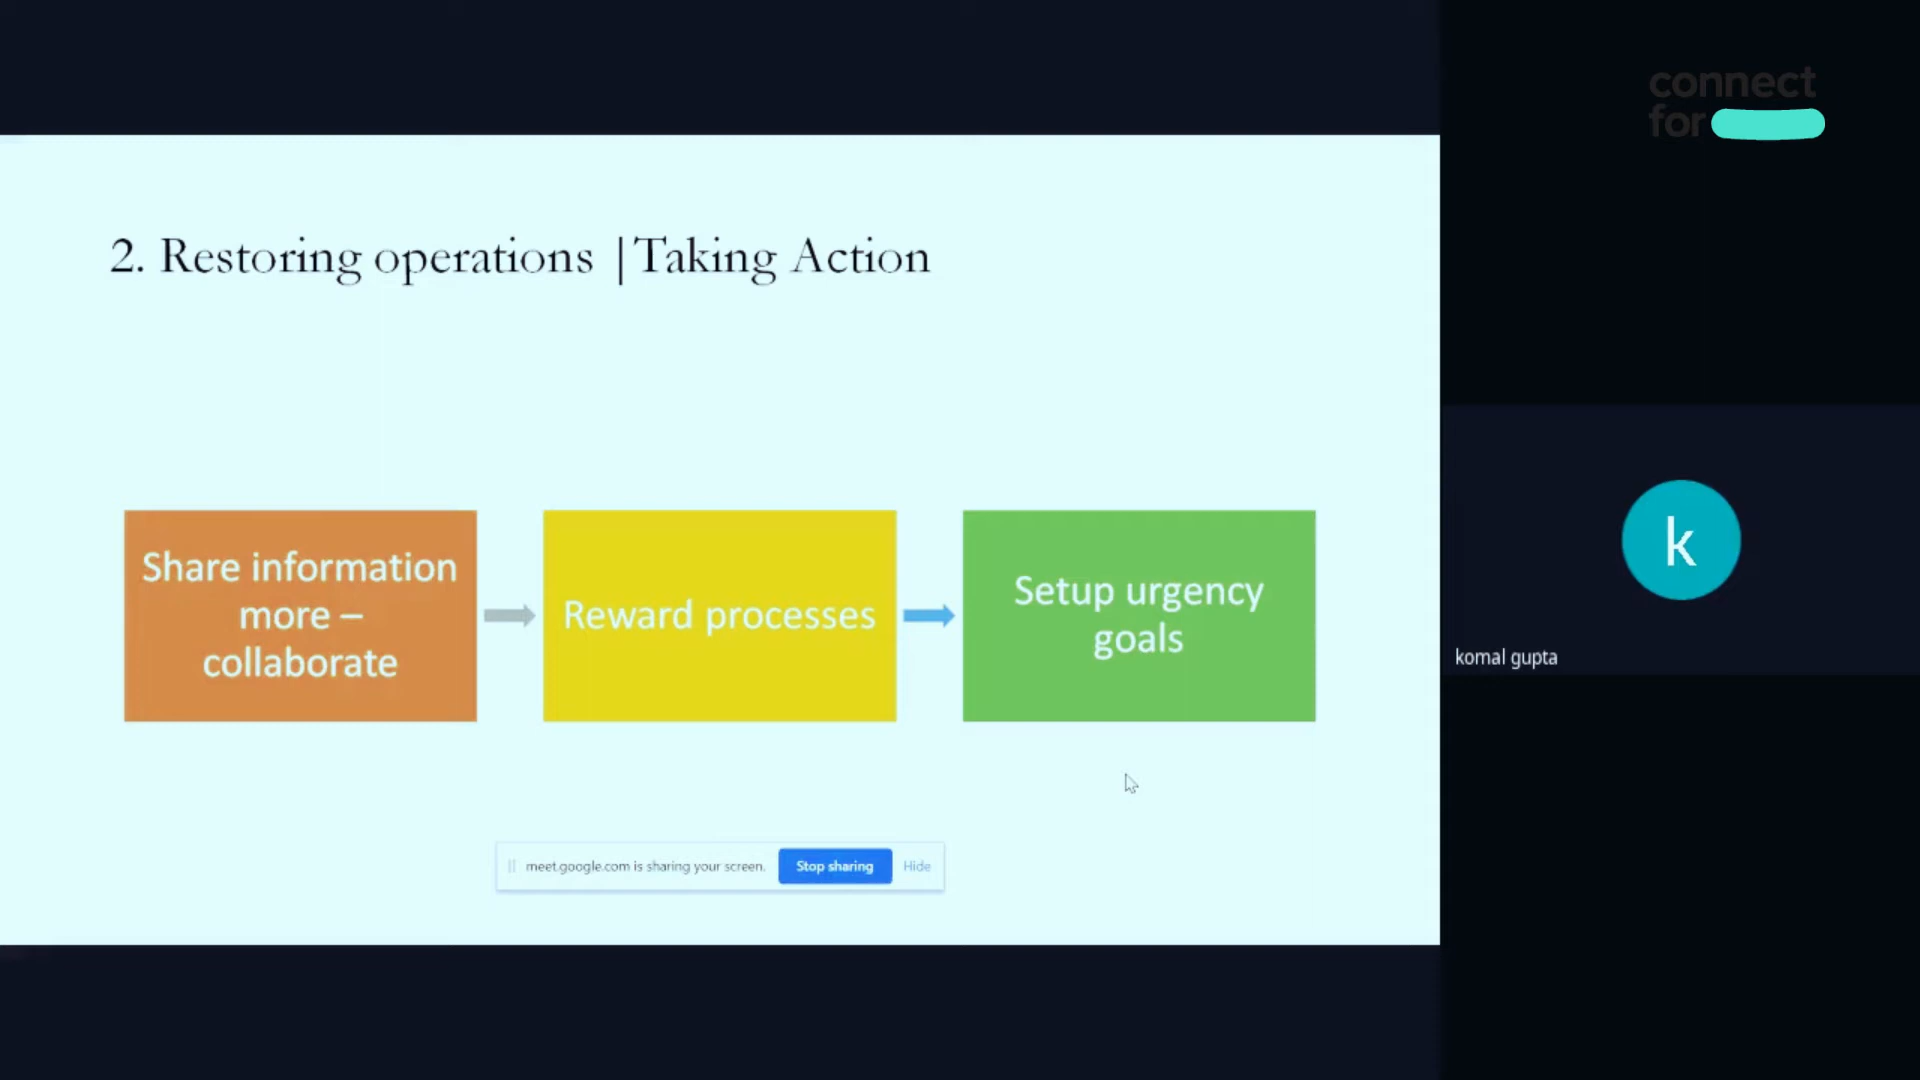 connect
for
2. Restoring operations |Taking Action
Share information
more –
collaborate
Reward processes
Setup urgency
goals
k
komal gupta
meet.google.com is sharing your screen.
Stop sharing
Hide